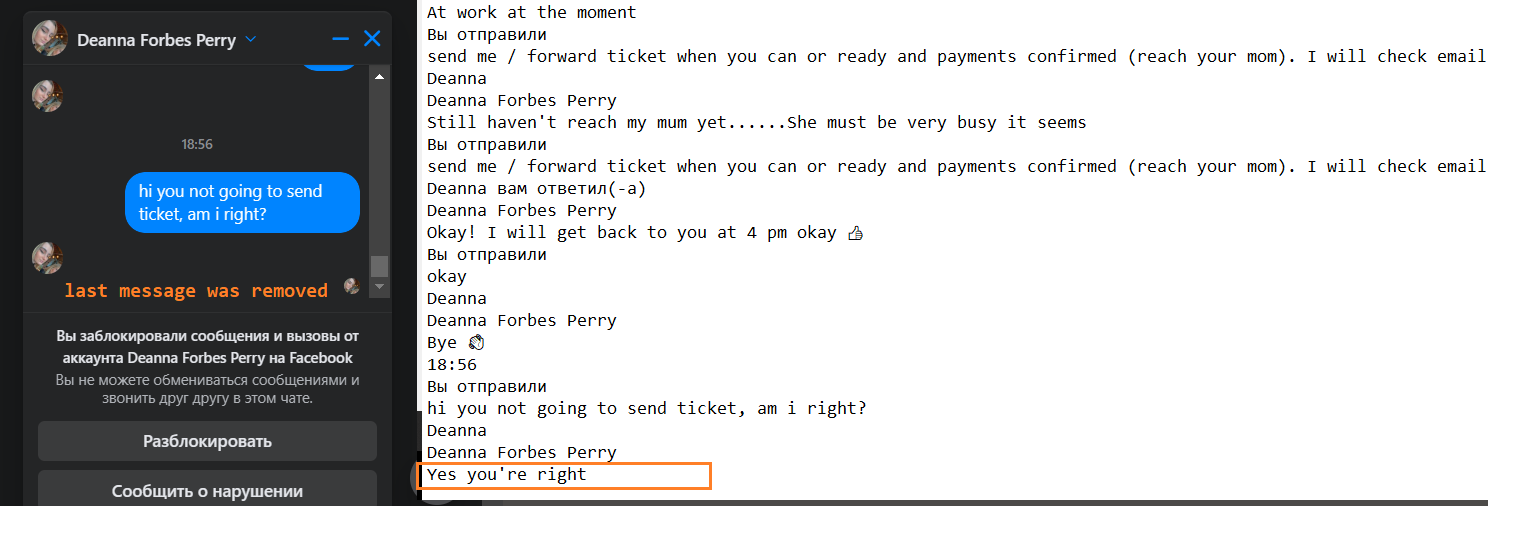 Deanna Forbes Perry
18:56
hi you not going to send
ticket, am i right?
last message was removed
Вы заблокировали сообщения и вызовы от
аккаунта Deanna Forbes Perry на Facebook
Вы не можете обмениваться сообщениями и
звонить друг другу в этом чате.
Разблокировать
Сообщить о нарушении
At work at the moment
Вы отправили
send me / forward ticket when you can or ready and payments confirmed (reach your mom). I will check email
Deanna
Deanna Forbes Perry
Still haven't reach my mum yet......She must be very busy it seems
Вы отправили
send me / forward ticket when you can or ready and payments confirmed (reach your mom). I will check email
Deanna вам ответил(-а)
Deanna Forbes Perry
Okay! I will get back to you at 4 pm okay 👍
Вы отправили
okay
Deanna
Deanna Forbes Perry
Bye 👋
18:56
Вы отправили
hi you not going to send ticket, am i right?
Deanna
Deanna Forbes Perry
Yes you're right